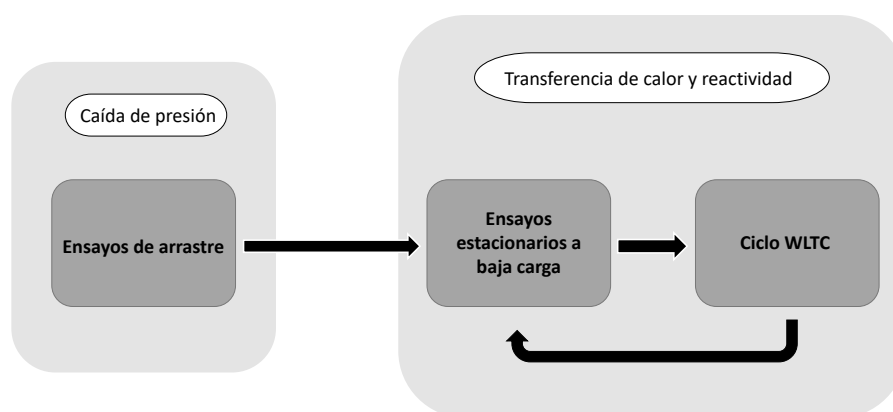 Caída de presión
Ensayos de arrastre
Transferencia de calor y reactividad
Ensayos
estacionarios a
baja carga
Ciclo WLTC